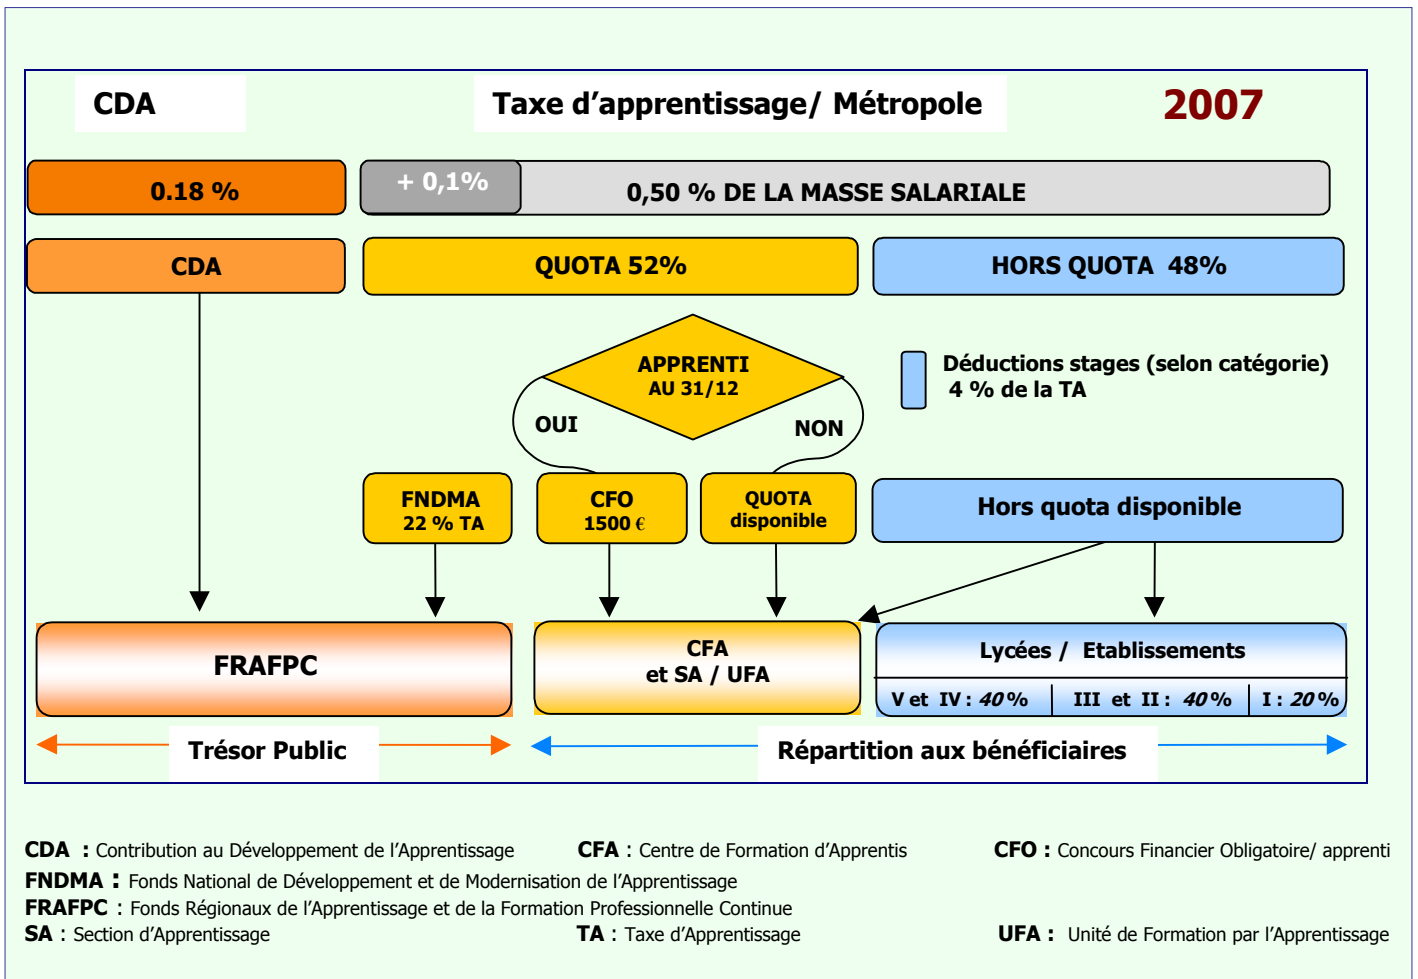 CDA
Taxe d'apprentissage/ Métropole
2007
0.18 %
+ 0,1%
0,50 % DE LA MASSE SALARIALE
CDA
QUOTA 52%
HORS QUOTA 48%
APPRENTI
AU 31/12
Déductions stages (selon catégorie)
4 % de la TA
OUI
NON
FNDMA
22 % TA
CFO
1500 €
QUOTA
disponible
Hors quota disponible
FRAFPC
CFA
et SA / UFA
Lycées / Etablissements
V et IV : 40 %
III et II : 40 %
I : 20 %
Trésor Public
Répartition aux bénéficiaires
CDA : Contribution au Développement de l'Apprentissage
CFA : Centre de Formation d'Apprentis
CFO : Concours Financier Obligatoire/ apprenti
FNDMA : Fonds National de Développement et de Modernisation de l'Apprentissage
FRAFPC : Fonds Régionaux de l'Apprentissage et de la Formation Professionnelle Continue
SA : Section d'Apprentissage
TA : Taxe d'Apprentissage
UFA : Unité de Formation par l'Apprentissage